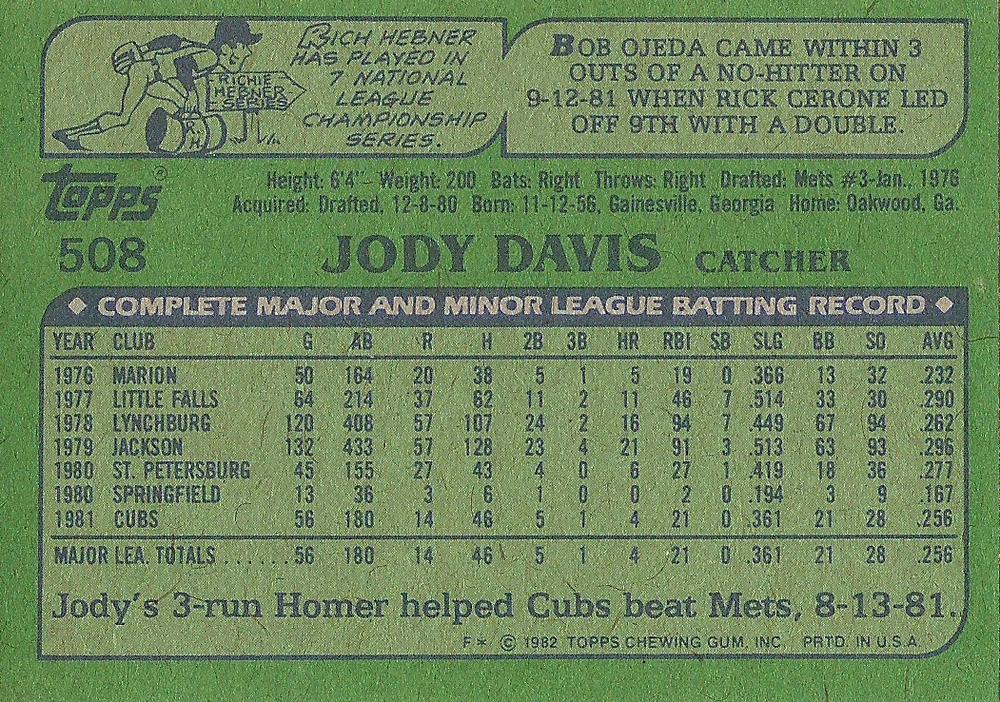 RICH HEBNER
HAS PLAYED IN
7 NATIONAL
LEAGUE
CHAMPIONSHIP
SERIES.
RICHIE
HEBNER
SERIES
R.
H
BOB OJEDA CAME WITHIN 3
OUTS OF A NO-HITTER ON
9-12-81 WHEN RICK CERONE LED
OFF 9TH WITH A DOUBLE.
topps®
Height: 6'4" Weight: 200 Bats: Right Throws: Right Drafted: Mets #3-Jan., 1976
Acquired: Drafted, 12-8-80 Born: 11-12-56, Gainesville, Georgia Home: Oakwood, Ga.
508 JODY DAVIS CATCHER
◆ COMPLETE MAJOR AND MINOR LEAGUE BATTING RECORD ◆
YEAR CLUB G AB R H 2B 3B HR RBI SB SLG BB SO AVG
1976 MARION 50 164 20 38 5 1 5 19 0 .366 13 32 .232
1977 LITTLE FALLS 64 214 37 62 11 2 11 46 7 .514 33 30 .290
1978 LYNCHBURG 120 408 57 107 24 2 16 94 7 .449 67 94 .262
1979 JACKSON 132 433 57 128 23 4 21 91 3 .513 63 93 .296
1980 ST. PETERSBURG 45 155 27 43 4 0 6 27 1 .419 18 36 .277
1980 SPRINGFIELD 13 36 3 6 1 0 0 2 0 .194 3 9 .167
1981 CUBS 56 180 14 46 5 1 4 21 0 .361 21 28 .256
MAJOR LEA. TOTALS .....56 180 14 46 5 1 4 21 0 .361 21 28 .256
Jody's 3-run Homer helped Cubs beat Mets, 8-13-81.
F* © 1982 TOPPS CHEWING GUM, INC. PRTD. IN U.S.A.